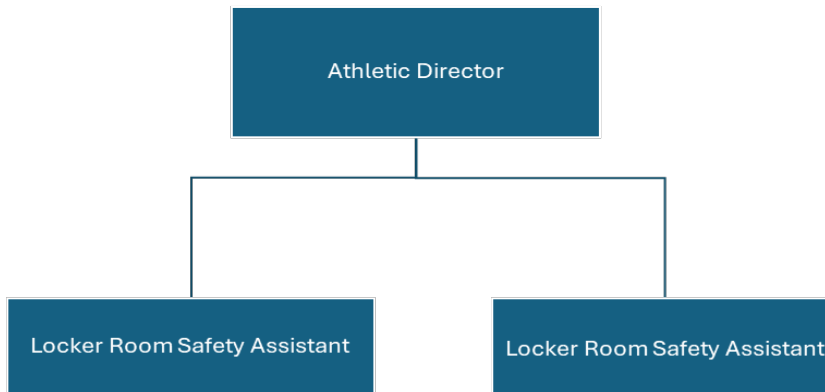 Athletic Director
Locker Room Safety Assistant
Locker Room Safety Assistant